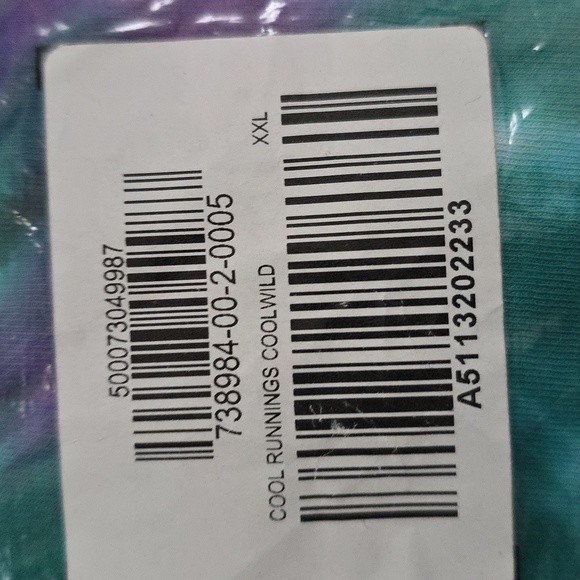 500073049987
738984-00-2-0005
COOL RUNNINGS COOLWILD XXL
A5113202233